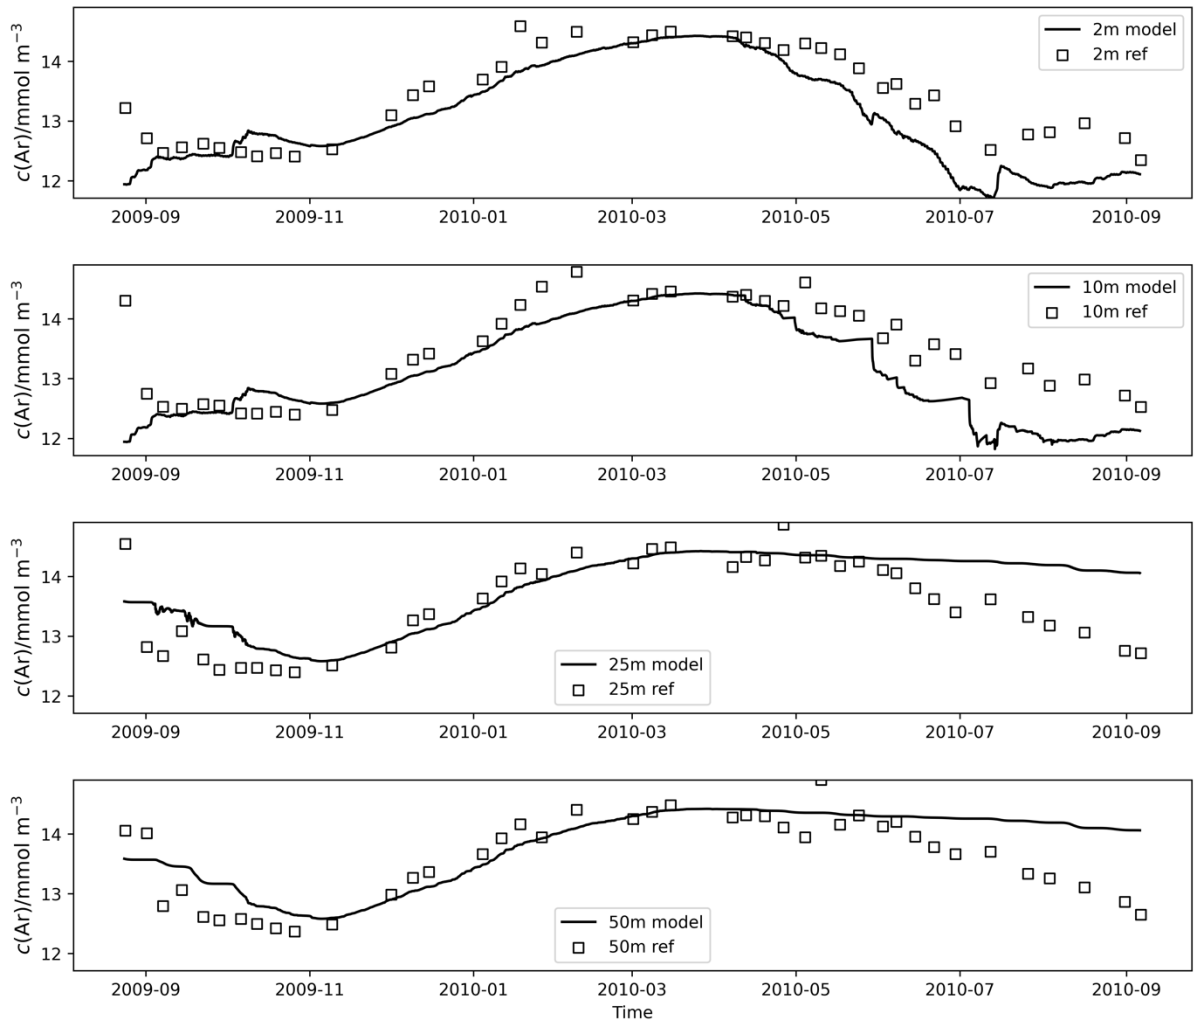 c(Ar)/mmol m⁻³
14
13
12
2m model
2m ref
2009-09 2009-11 2010-01 2010-03 2010-05 2010-07 2010-09
c(Ar)/mmol m⁻³
14
13
12
10m model
10m ref
2009-09 2009-11 2010-01 2010-03 2010-05 2010-07 2010-09
c(Ar)/mmol m⁻³
14
13
12
25m model
25m ref
2009-09 2009-11 2010-01 2010-03 2010-05 2010-07 2010-09
c(Ar)/mmol m⁻³
14
13
12
50m model
50m ref
2009-09 2009-11 2010-01 2010-03 2010-05 2010-07 2010-09
Time